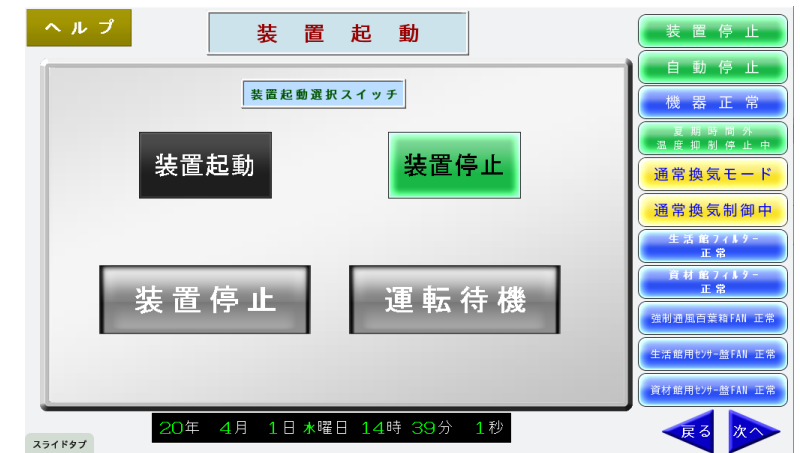 ヘルプ
装置起動
装置起動選択スイッチ
装置起動
装置停止
装置停止
運転待機
20年 4月 1日 水曜日 14時 39分 1秒
スライドタブ
装置停止
自動停止
機器正常
夏期時間外
温度抑制停止中
通常換気モード
通常換気制御中
生活館フィルター
正常
資材館フィルター
正常
強制通風百葉箱FAN 正常
生活館用センサー盤FAN 正常
資材館用センサー盤FAN 正常
戻る
次へ